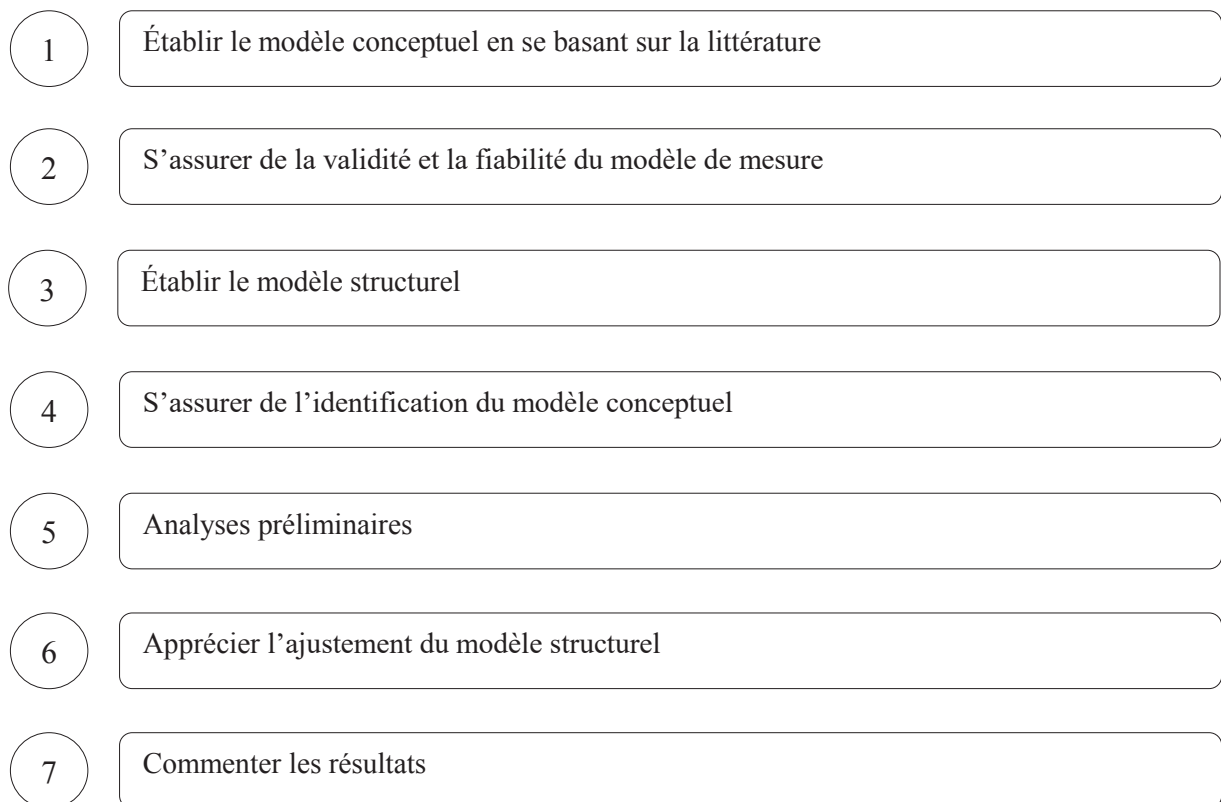 1 Établir le modèle conceptuel en se basant sur la littérature
2 S’assurer de la validité et la fiabilité du modèle de mesure
3 Établir le modèle structurel
4 S’assurer de l’identification du modèle conceptuel
5 Analyses préliminaires
6 Apprécier l’ajustement du modèle structurel
7 Commenter les résultats